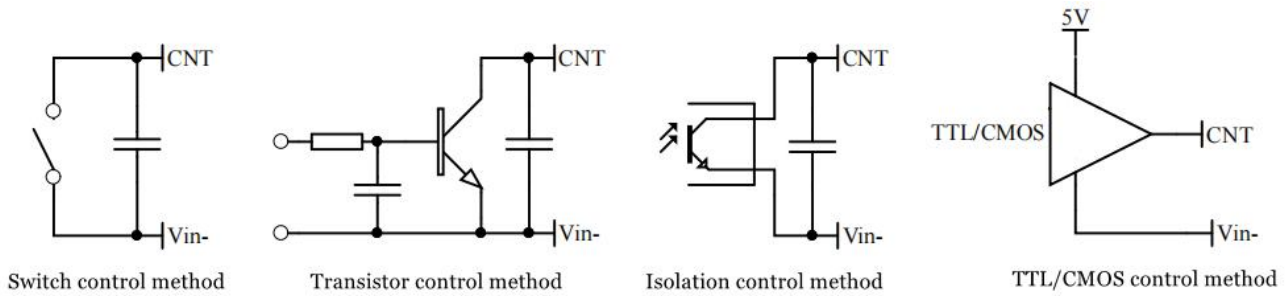 5V
CNT
CNT
CNT
TTL/CMOS
CNT
Vin-
Vin-
Vin-
Vin-
Switch control method
Transistor control method
Isolation control method
TTL/CMOS control method